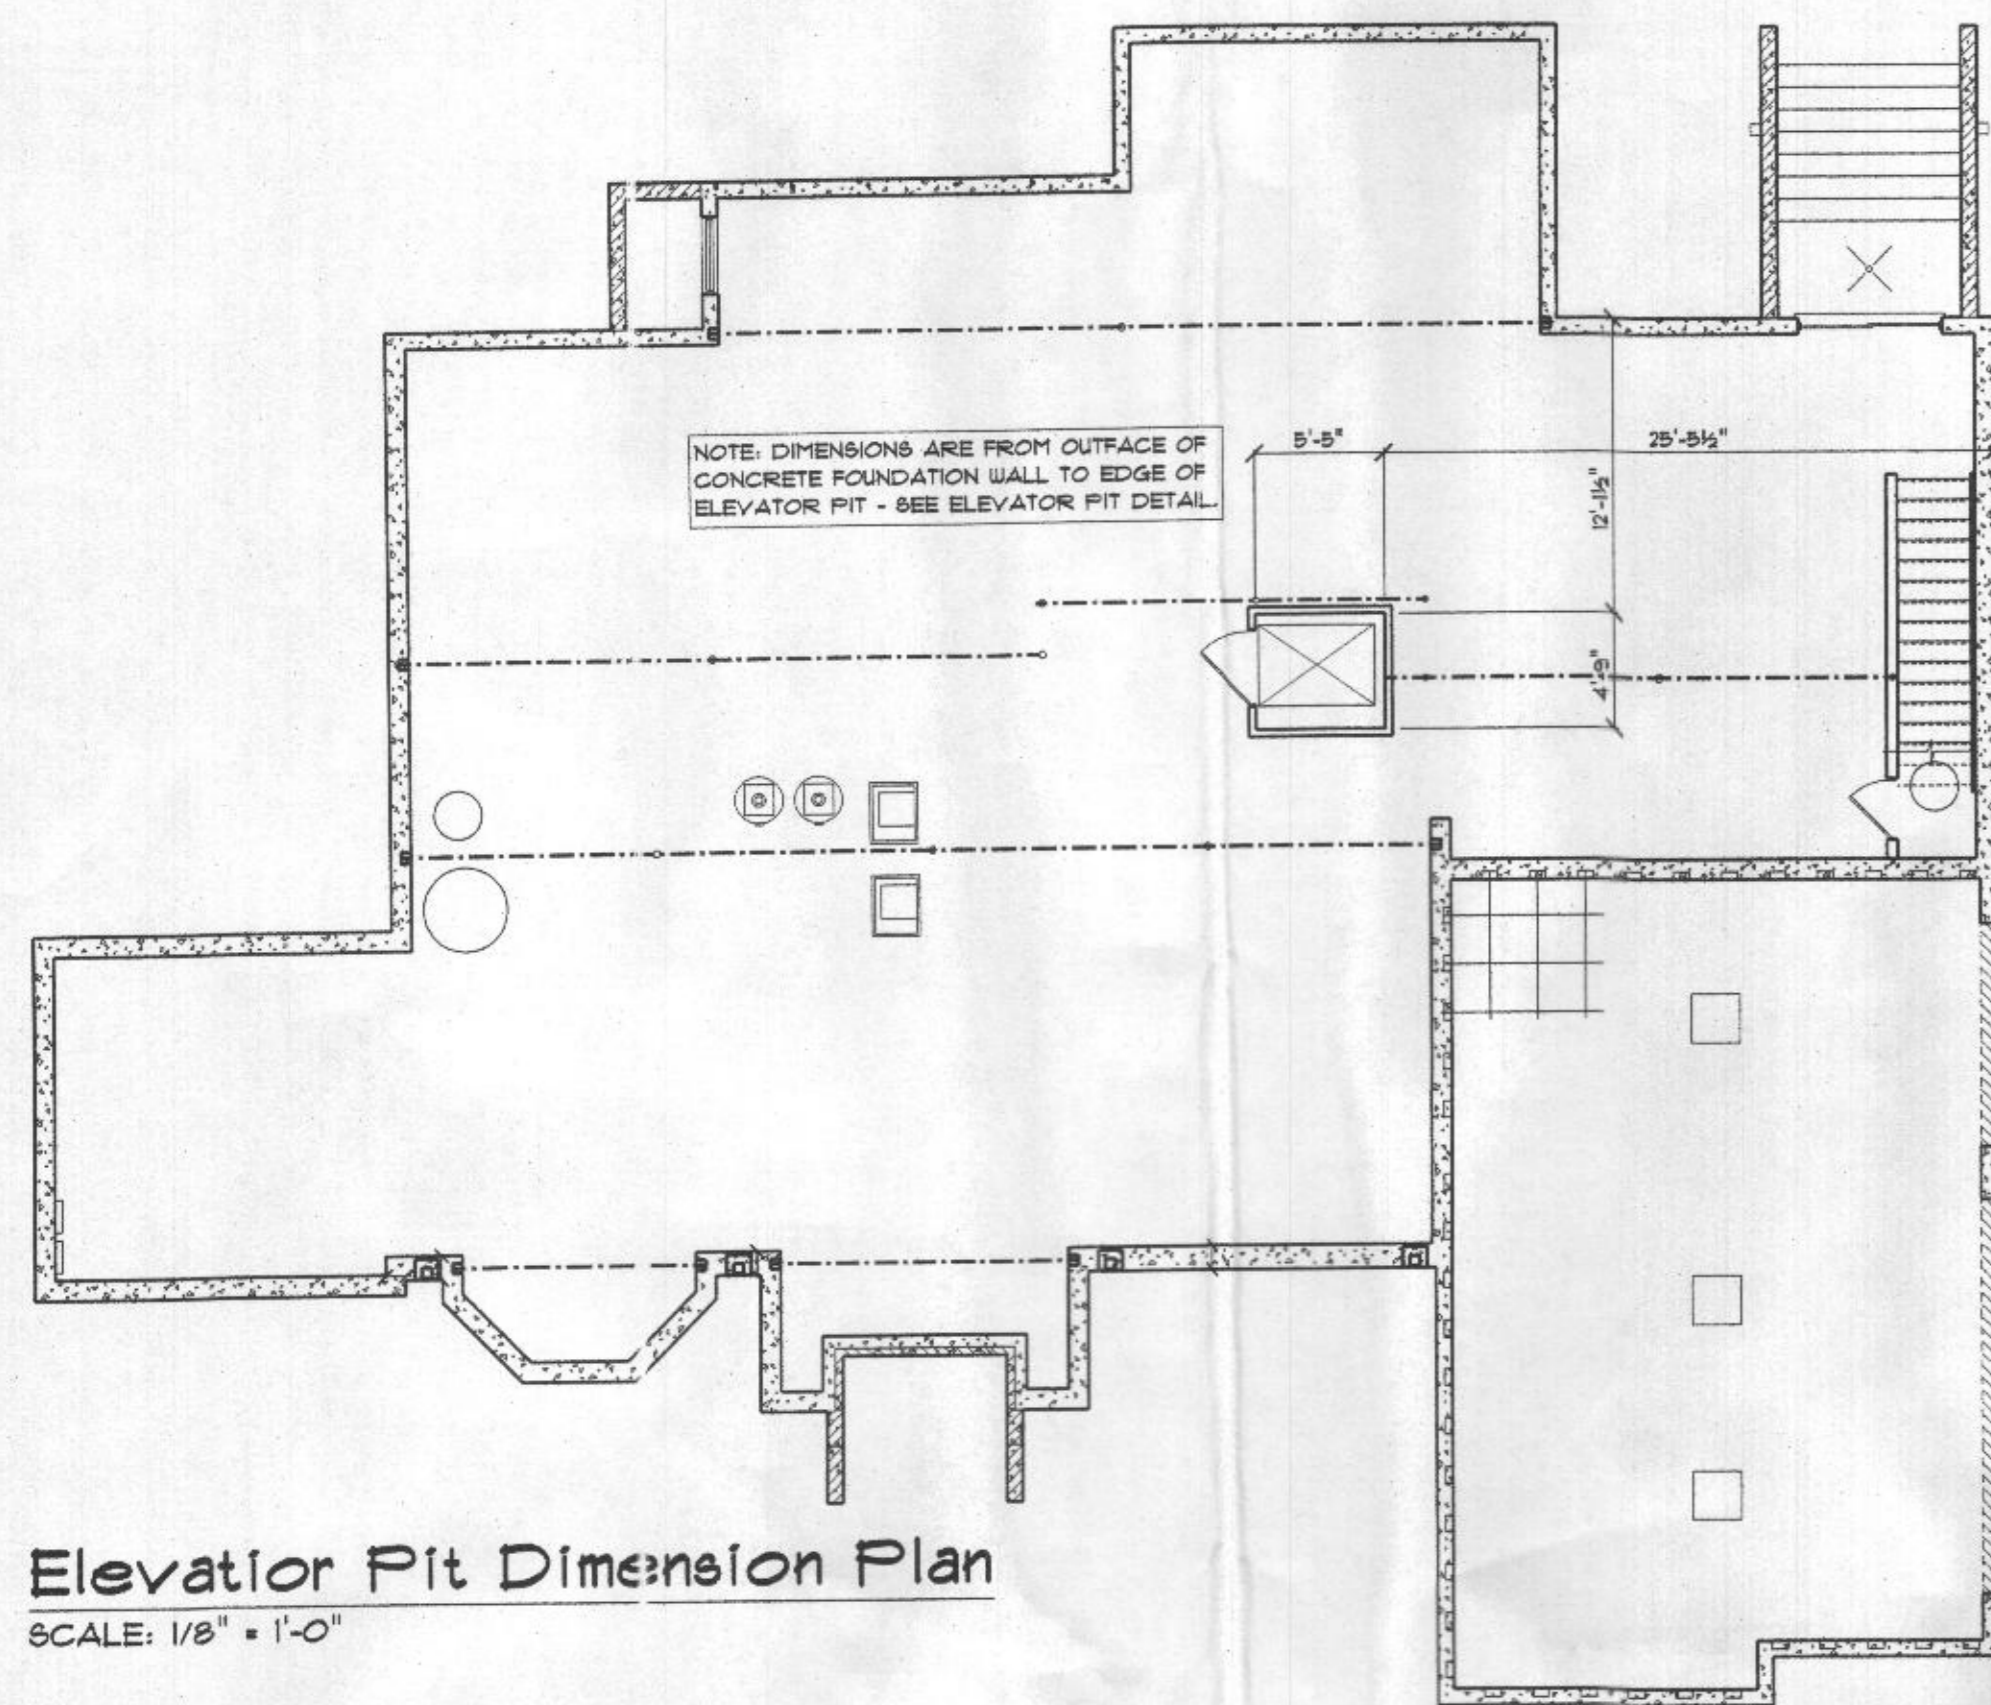 NOTE: DIMENSIONS ARE FROM OUTFACE OF
CONCRETE FOUNDATION WALL TO EDGE OF
ELEVATOR PIT - SEE ELEVATOR PIT DETAIL.
5'-5"
25'-5½"
12'-1½"
4'-9"
Elevatior Pit Dimension Plan
SCALE: 1/8" = 1'-0"